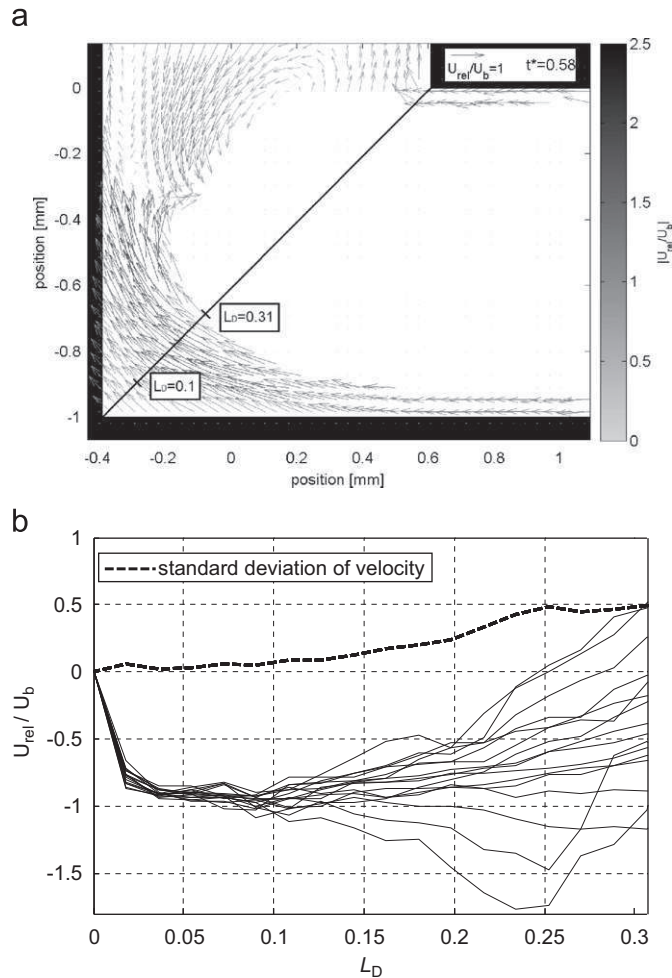 a
U_rel/U_b=1 t*=0.58
0
-0.2
-0.4
-0.6
-0.8
-1
position [mm]
L_D=0.31
L_D=0.1
-0.4 -0.2 0 0.2 0.4 0.6 0.8 1
position [mm]
2.5
2
1.5
1
0.5
0
|U_rel/U_b|
b
1
0.5
0
-0.5
-1
-1.5
U_rel / U_b
standard deviation of velocity
0 0.05 0.1 0.15 0.2 0.25 0.3
L_D